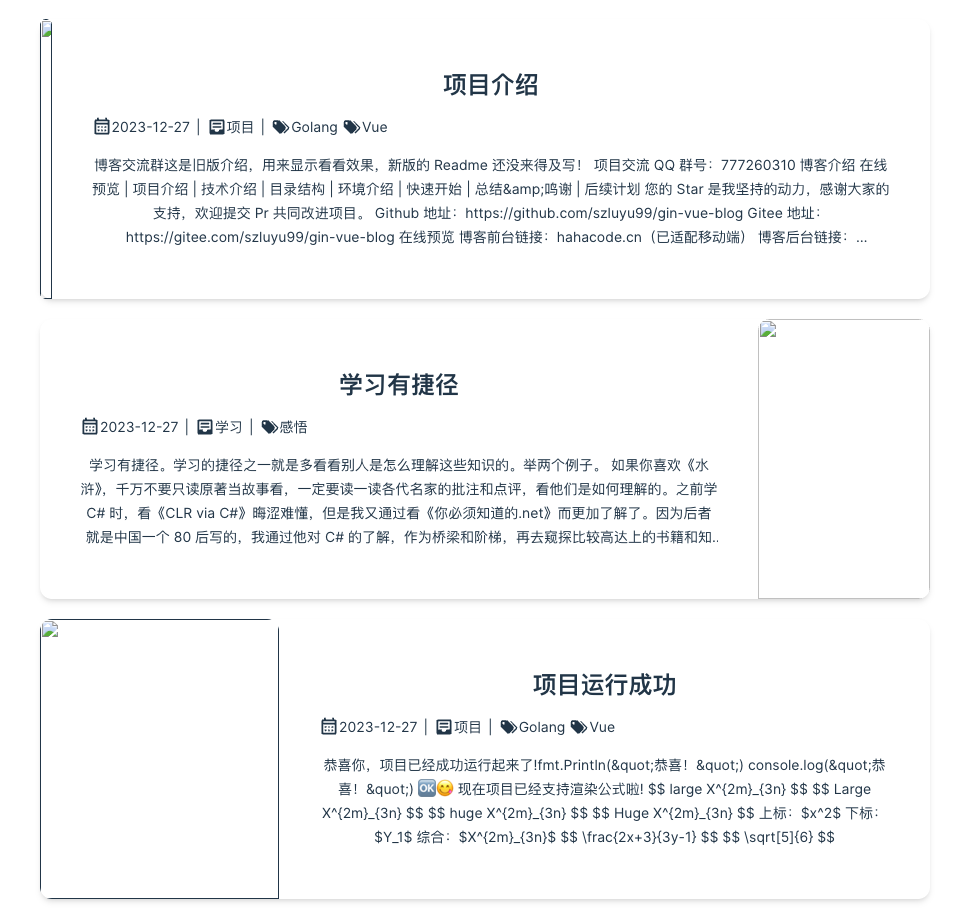 项目介绍
2023-12-27 | 项目 | Golang Vue
博客交流群这是旧版介绍，用来显示看看效果，新版的 Readme 还没来得及写！ 项目交流 QQ 群号：777260310 博客介绍 在线
预览 | 项目介绍 | 技术介绍 | 目录结构 | 环境介绍 | 快速开始 | 总结&amp;鸣谢 | 后续计划 您的 Star 是我坚持的动力，感谢大家的
支持，欢迎提交 Pr 共同改进项目。 Github 地址：https://github.com/szluyu99/gin-vue-blog Gitee 地址：
https://gitee.com/szluyu99/gin-vue-blog 在线预览 博客前台链接：hahacode.cn（已适配移动端） 博客后台链接：...
学习有捷径
2023-12-27 | 学习 | 感悟
学习有捷径。学习的捷径之一就是多看看别人是怎么理解这些知识的。举两个例子。 如果你喜欢《水
浒》，千万不要只读原著当故事看，一定要读一读各代名家的批注和点评，看他们是如何理解的。之前学
C# 时，看《CLR via C#》晦涩难懂，但是我又通过看《你必须知道的.net》而更加了解了。因为后者
就是中国一个 80 后写的，我通过他对 C# 的了解，作为桥梁和阶梯，再去窥探比较高达上的书籍和知..
项目运行成功
2023-12-27 | 项目 | Golang Vue
恭喜你，项目已经成功运行起来了!fmt.Println(&quot;恭喜！&quot;) console.log(&quot;恭
喜！&quot;) 🆗😋 现在项目已经支持渲染公式啦! $$ large X^{2m}_{3n} $$ $$ Large
X^{2m}_{3n} $$ $$ huge X^{2m}_{3n} $$ $$ Huge X^{2m}_{3n} $$ 上标：$x^2$ 下标：
$Y_1$ 综合：$X^{2m}_{3n}$ $$ \frac{2x+3}{3y-1} $$ $$ \sqrt[5]{6} $$